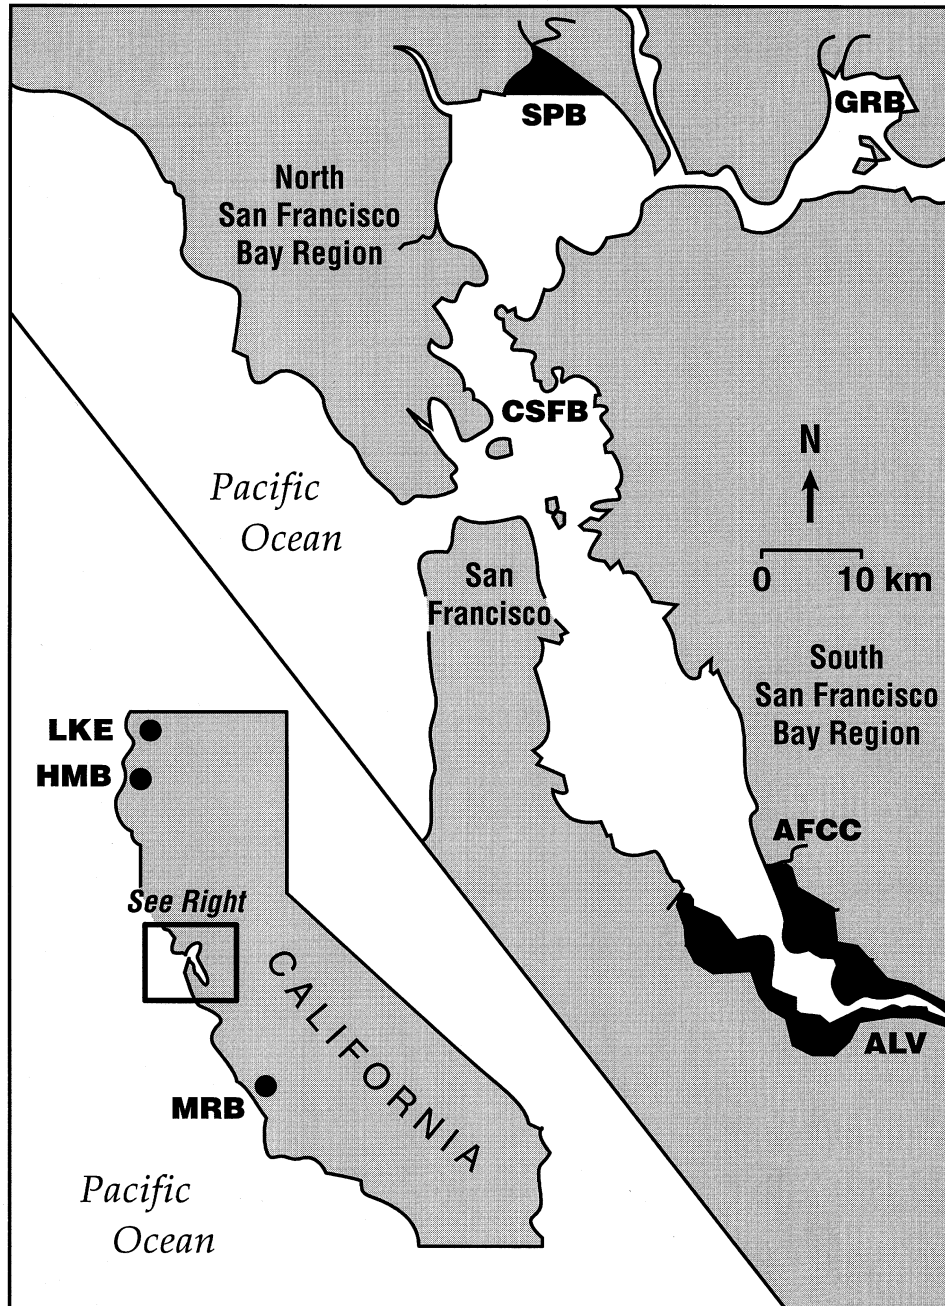 SPB
GRB
North
San Francisco
Bay Region
CSFB
N
Pacific
Ocean
0 10 km
San
Francisco
South
San Francisco
Bay Region
LKE
HMB
AFCC
See Right
CALIFORNIA
ALV
MRB
Pacific
Ocean